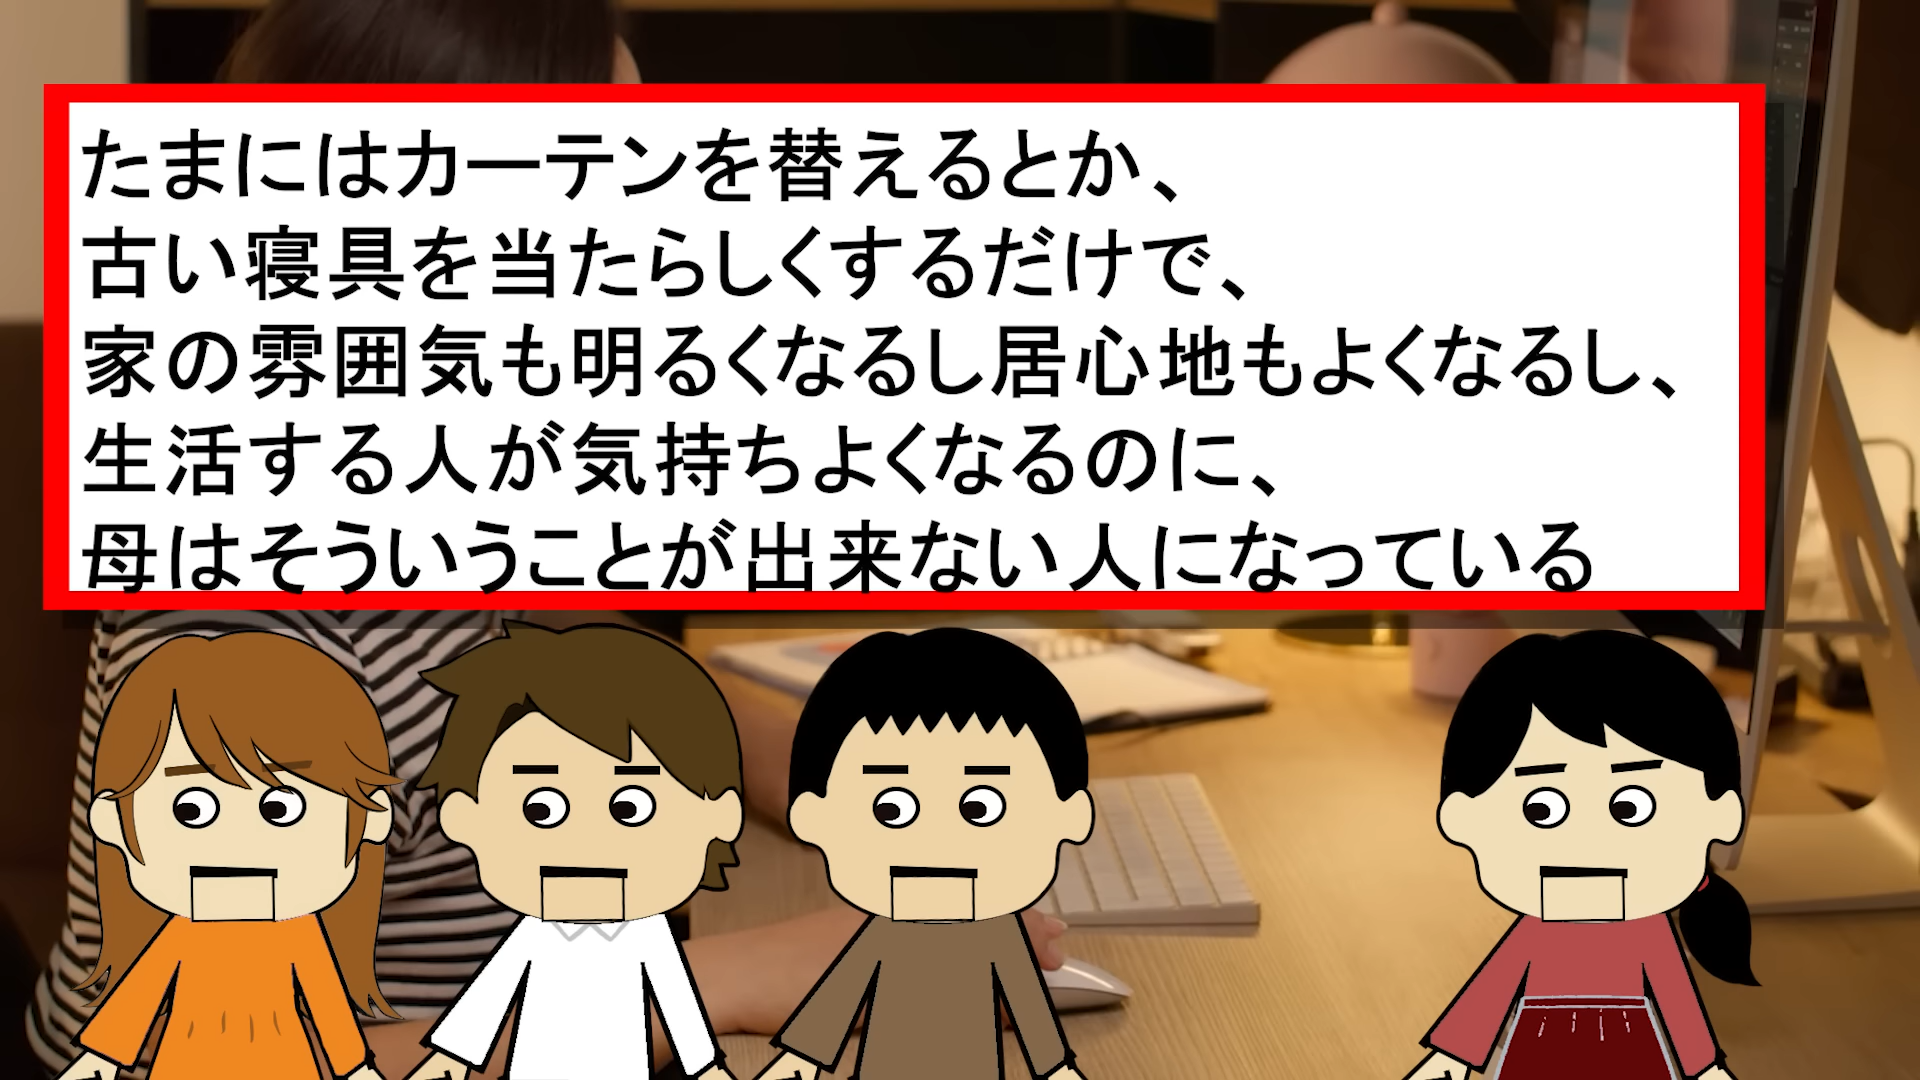 たまにはカーテンを替えるとか、
古い寝具を当たらしくするだけで、
家の雰囲気も明るくなるし居心地もよくなるし、
生活する人が気持ちよくなるのに、
母はそういうことが出来ない人になっている